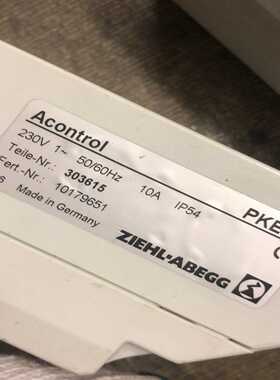 Acontrol PKE
230V 1~ 50/60Hz 10A IP54
Teile-Nr.: 303615
Fert.-Nr.: 10179651
Made in Germany
ZIEHL-ABEGG